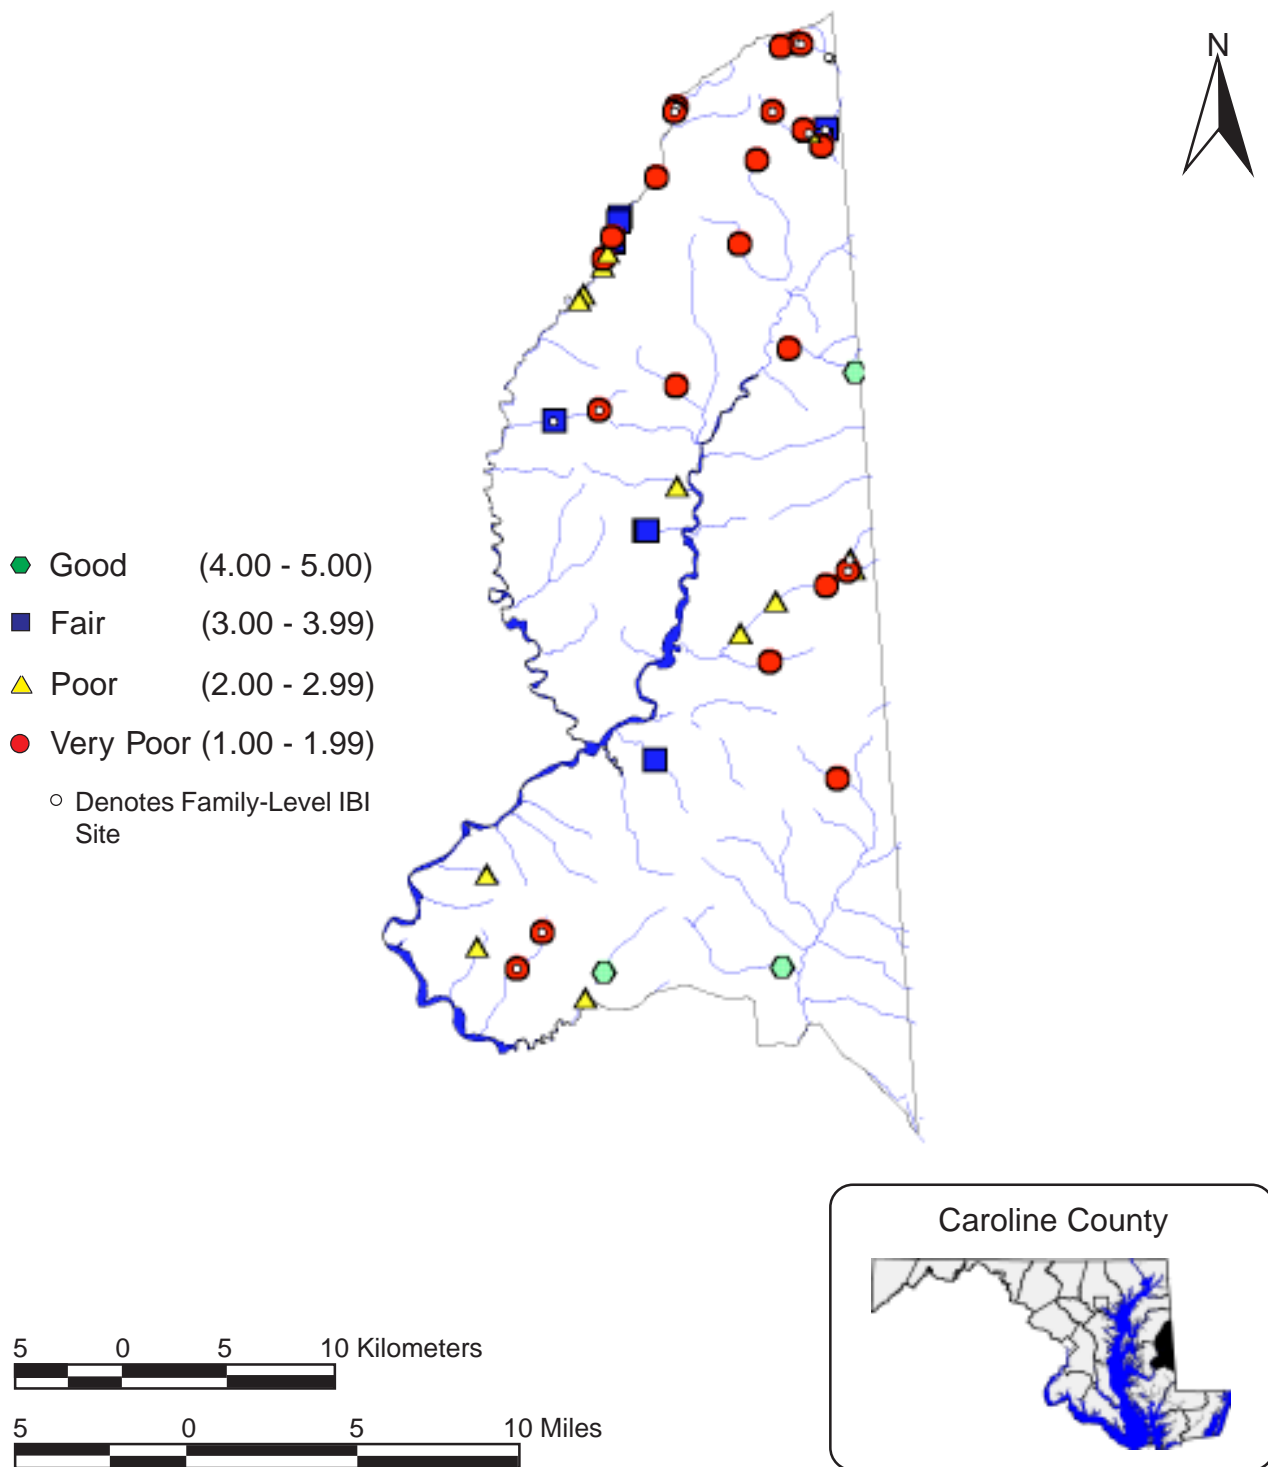 N
Good (4.00 - 5.00)
Fair (3.00 - 3.99)
Poor (2.00 - 2.99)
Very Poor (1.00 - 1.99)
Denotes Family-Level IBI
Site
Caroline County
5 0 5 10 Kilometers
5 0 5 10 Miles